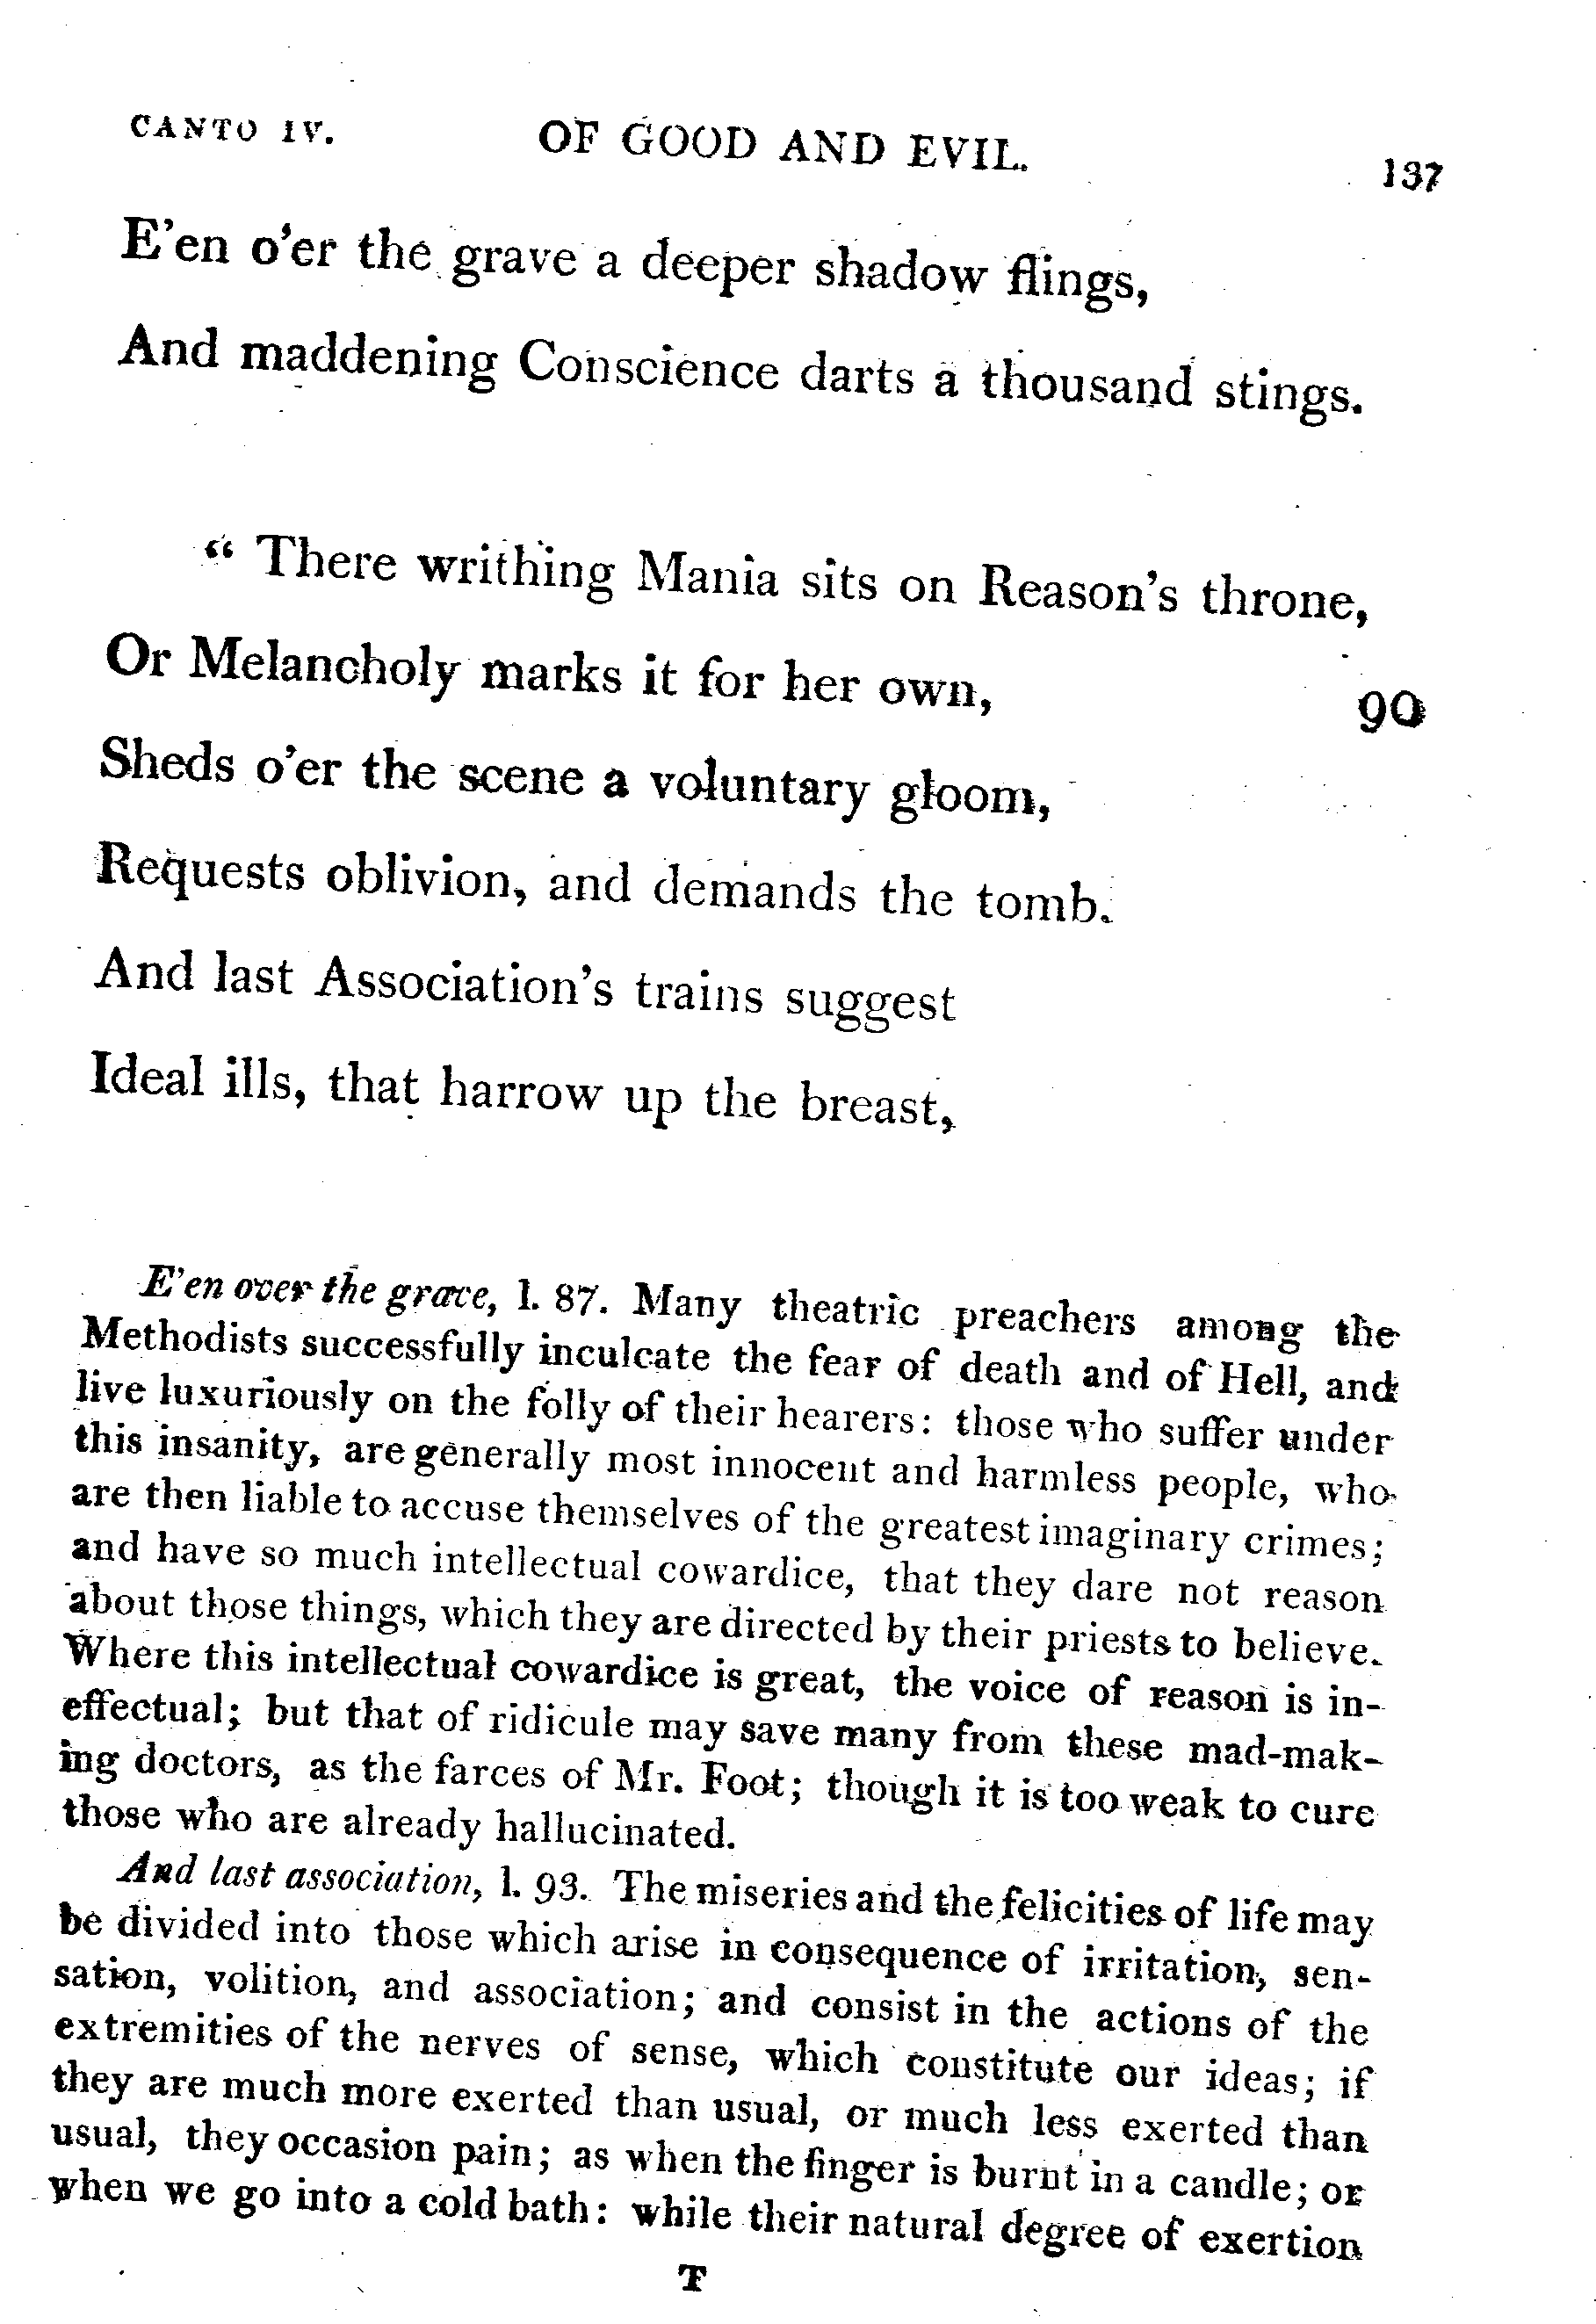 CANTO IV. OF GOOD AND EVIL. 137
E'en o'er the grave a deeper shadow flings,
And maddening Conscience darts a thousand stings.
“ There writhing Mania sits on Reason's throne,
Or Melancholy marks it for her own, 90
Sheds o'er the scene a voluntary gloom,
Requests oblivion, and demands the tomb.
And last Association's trains suggest
Ideal ills, that harrow up the breast,
E'en over the grave, l. 87. Many theatric preachers among the
Methodists successfully inculcate the fear of death and of Hell, and
live luxuriously on the folly of their hearers: those who suffer under
this insanity, are generally most innocent and harmless people, who
are then liable to accuse themselves of the greatest imaginary crimes;
and have so much intellectual cowardice, that they dare not reason
about those things, which they are directed by their priests to believe.
Where this intellectual cowardice is great, the voice of reason is in-
effectual; but that of ridicule may save many from these mad-mak-
ing doctors, as the farces of Mr. Foot; though it is too weak to cure
those who are already hallucinated.
And last association, l. 93. The miseries and the felicities of life may
be divided into those which arise in consequence of irritation, sen-
sation, volition, and association; and consist in the actions of the
extremities of the nerves of sense, which constitute our ideas; if
they are much more exerted than usual, or much less exerted than
usual, they occasion pain; as when the finger is burnt in a candle; or
when we go into a cold bath: while their natural degree of exertion
T